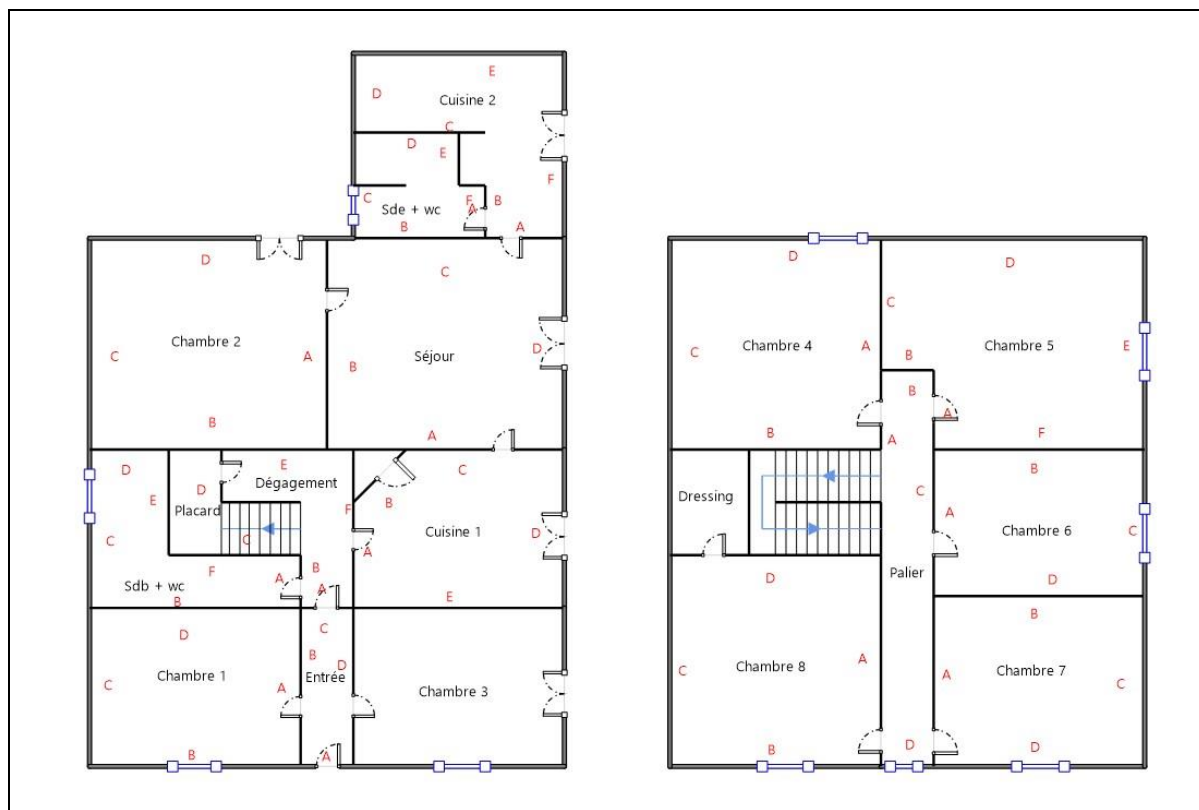 E
D
Cuisine 2
C
D
E
F
C
F
A
B
Sde + wc
B
A
D
C
Chambre 2
C
A
B
Séjour
D
B
A
D
E
C
E
D
Dégagement
Placard
F
B
C
C
Cuisine 1
D
A
F
B
A
A
Sdb + wc
B
E
D
C
B
D
Chambre 1
C
A
Entrée
Chambre 3
B
A
D
D
C
Chambre 4
C
A
B
Chambre 5
E
B
A
A
B
F
B
Dressing
C
A
Chambre 6
C
Palier
D
D
B
Chambre 8
C
A
Chambre 7
A
C
B
D
D